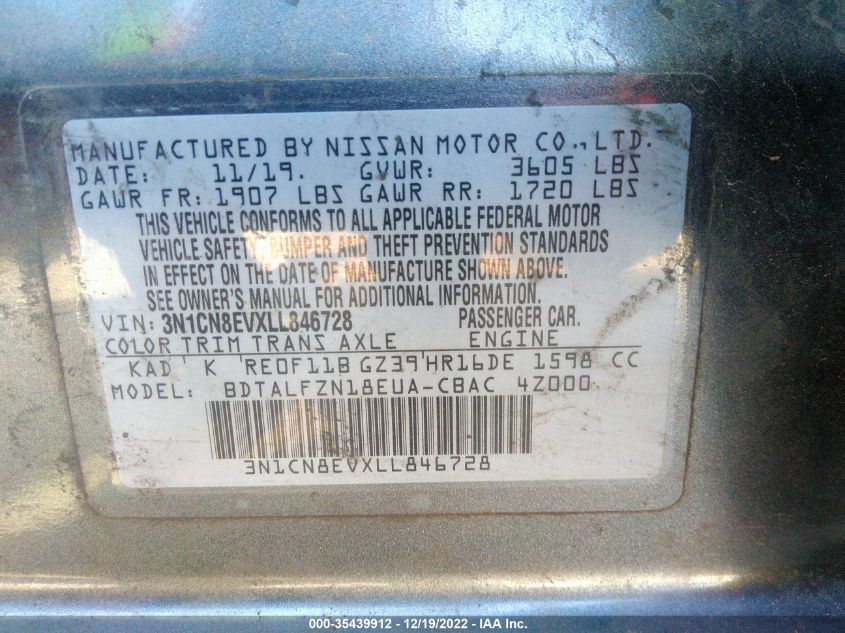 MANUFACTURED BY NISSAN MOTOR CO., LTD.
DATE: 11/19. GVWR: 3605 LBS
GAWR FR: 1907 LBS GAWR RR: 1720 LBS
THIS VEHICLE CONFORMS TO ALL APPLICABLE FEDERAL MOTOR
VEHICLE SAFETY, BUMPER AND THEFT PREVENTION STANDARDS
IN EFFECT ON THE DATE OF MANUFACTURE SHOWN ABOVE.
SEE OWNER'S MANUAL FOR ADDITIONAL INFORMATION.
VIN: 3N1CN8EVXLL846728 PASSENGER CAR.
COLOR TRIM TRANS AXLE ENGINE
KAD' K 'RE0F11B GZ39'HR16DE 1598 CC
MODEL: BDTALFZN18EUA-CBAC 4Z000
3N1CN8EVXLL846728
000-35439912 - 12/19/2022 - IAA Inc.